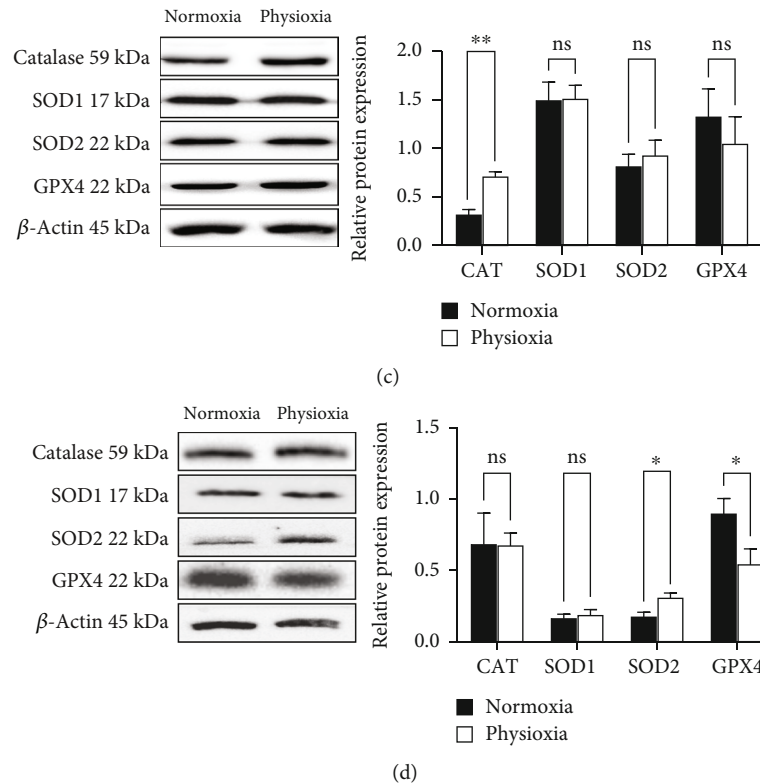 Normoxia Physioxia
Catalase 59 kDa
SOD1 17 kDa
SOD2 22 kDa
GPX4 22 kDa
β-Actin 45 kDa
Relative protein expression
2.0
1.5
1.0
0.5
0.0
**
ns
ns
ns
CAT SOD1 SOD2 GPX4
Normoxia
Physioxia
(c)
Normoxia Physioxia
Catalase 59 kDa
SOD1 17 kDa
SOD2 22 kDa
GPX4 22 kDa
β-Actin 45 kDa
Relative protein expression
1.5
1.0
0.5
0.0
ns
ns
*
*
CAT SOD1 SOD2 GPX4
Normoxia
Physioxia
(d)